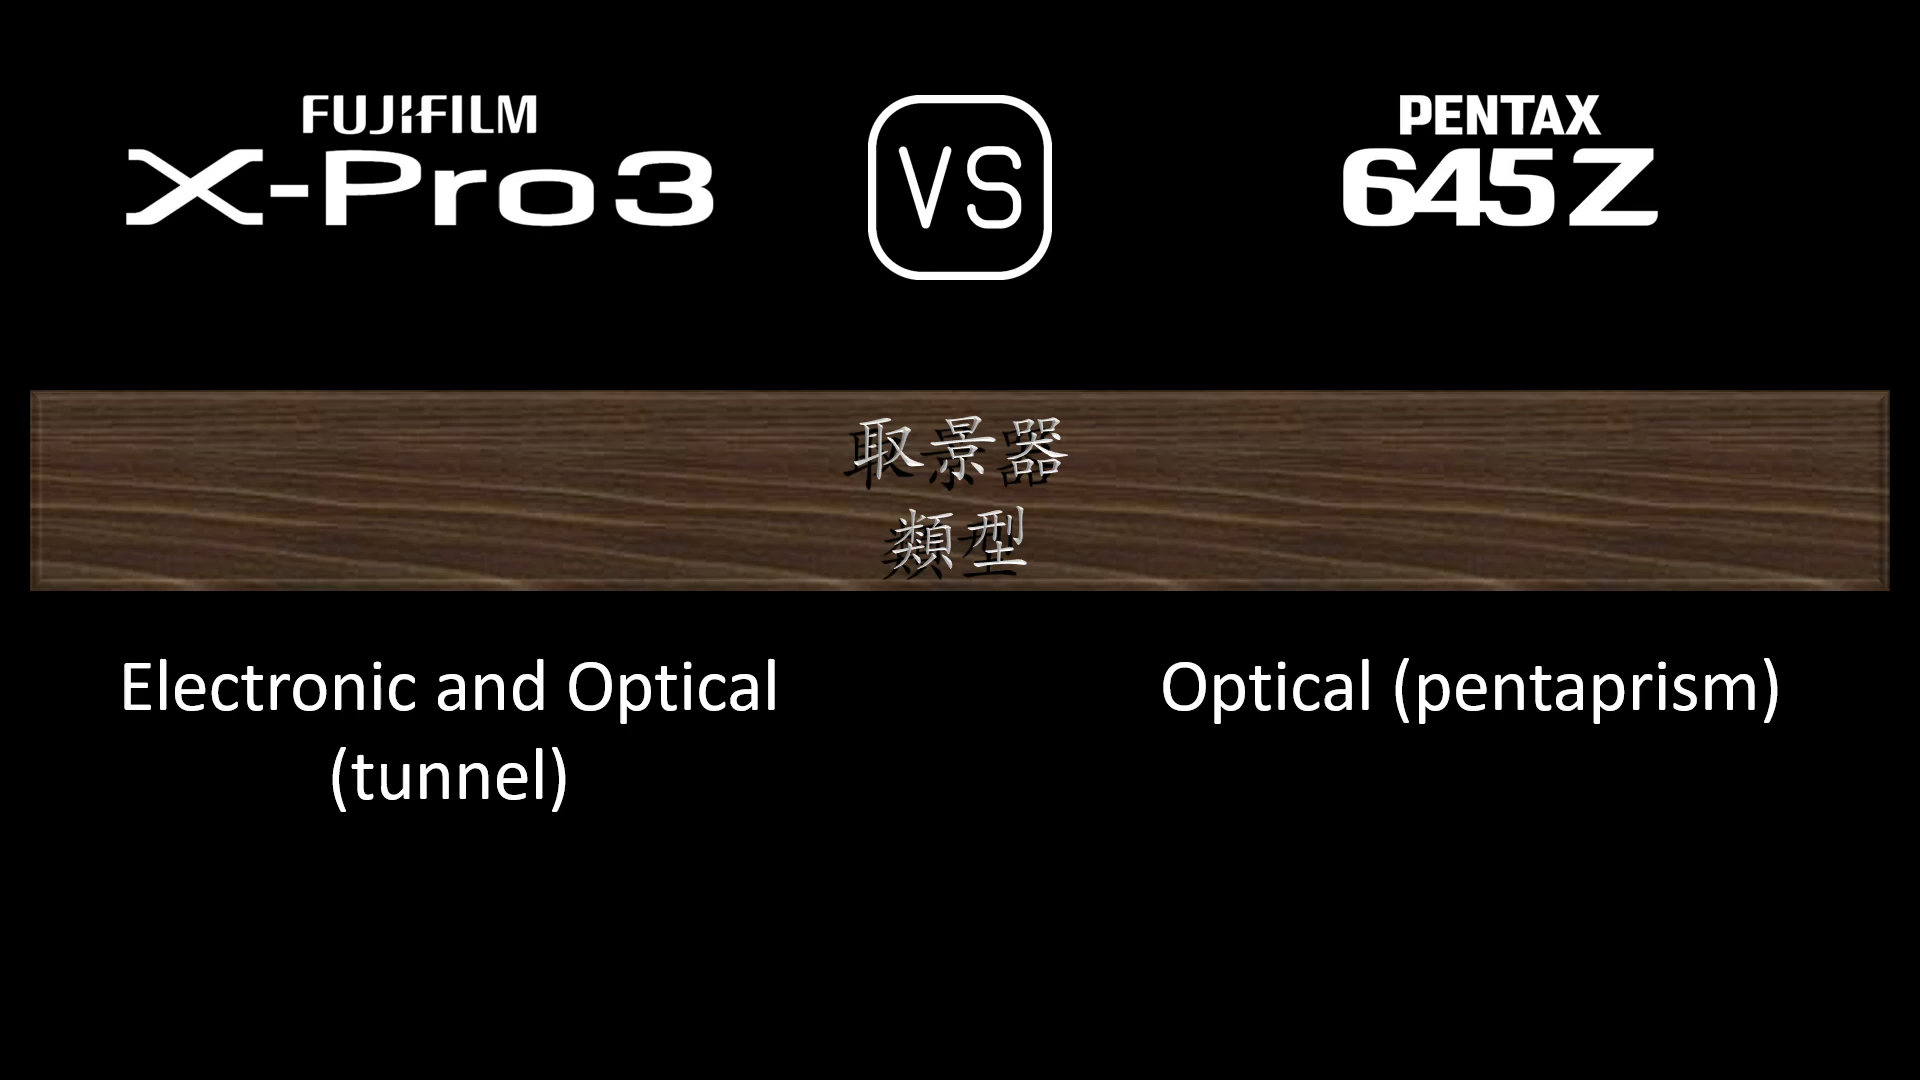 FUJIFILM
X-Pro3
VS
PENTAX
645Z
取景器
類型
Electronic and Optical
(tunnel)
Optical (pentaprism)